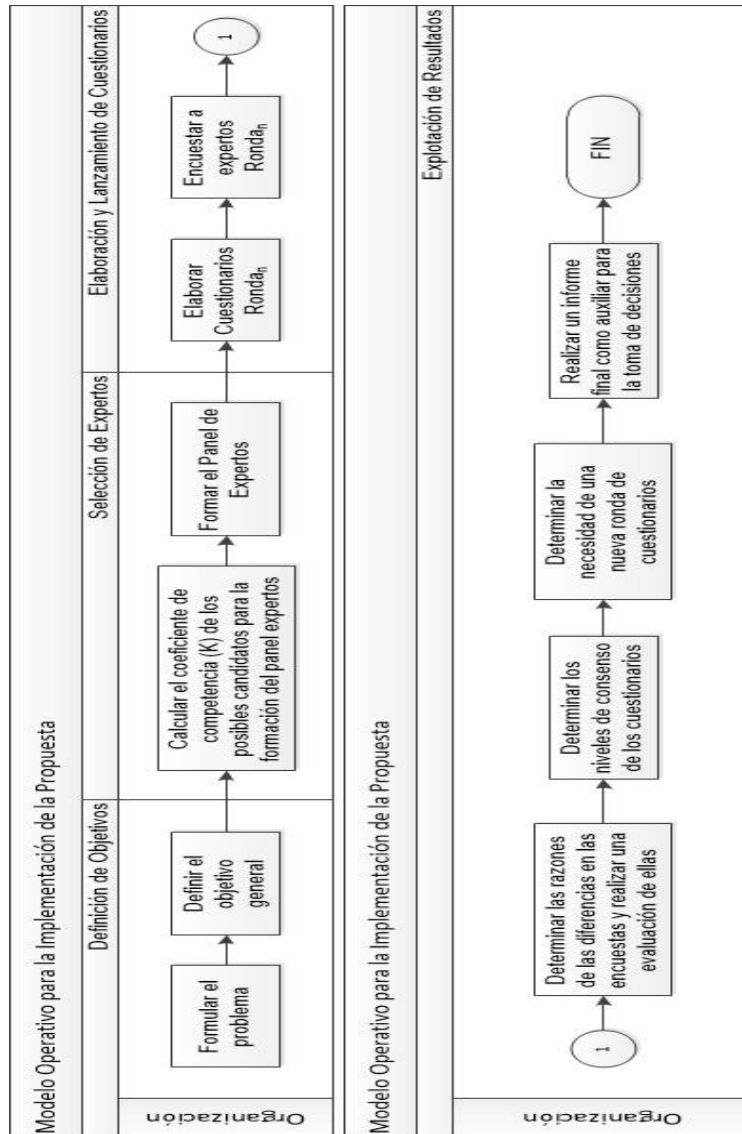 Modelo Operativo para la Implementación de la Propuesta
Definición de Objetivos
Selección de Expertos
Elaboración y Lanzamiento de Cuestionarios
Organización
Formular el
problema
Definir el
objetivo
general
Calcular el coeficiente de
competencia (K) de los
posibles candidatos para la
formación del panel expertos
Formar el Panel de
Expertos
Elaborar
Cuestionarios
Rondaₙ
Encuestar a
expertos
Rondaₙ
1
Modelo Operativo para la Implementación de la Propuesta
Explotación de Resultados
Organización
1
Determinar las razones
de las diferencias en las
encuestas y realizar una
evaluación de ellas
Determinar los
niveles de consenso
de los cuestionarios
Determinar la
necesidad de una
nueva ronda de
cuestionarios
Realizar un informe
final como auxiliar para
la toma de decisiones
FIN